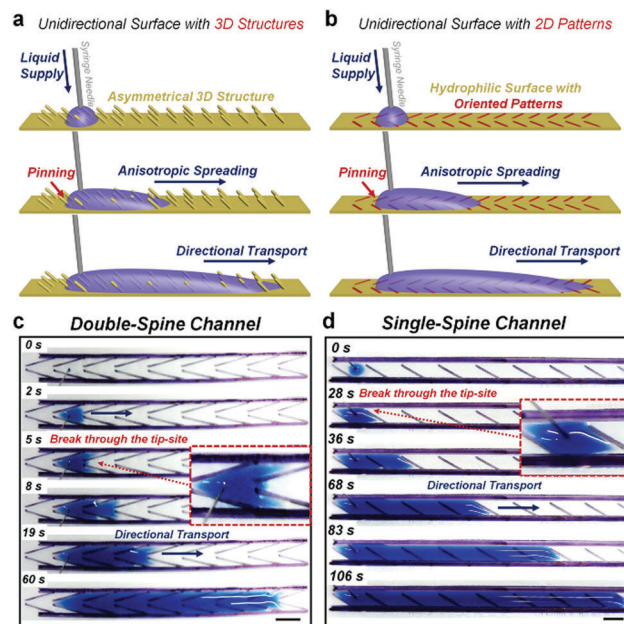 a Unidirectional Surface with 3D Structures
Liquid
Supply
Syringe Needle
Asymmetrical 3D Structure
Pinning
Anisotropic Spreading
Directional Transport
b Unidirectional Surface with 2D Patterns
Liquid
Supply
Syringe Needle
Hydrophilic Surface with
Oriented Patterns
Pinning
Anisotropic Spreading
Directional Transport
c Double-Spine Channel
0 s
2 s
5 s
Break through the tip-site
8 s
19 s
Directional Transport
60 s
d Single-Spine Channel
0 s
28 s
Break through the tip-site
36 s
68 s
Directional Transport
83 s
106 s